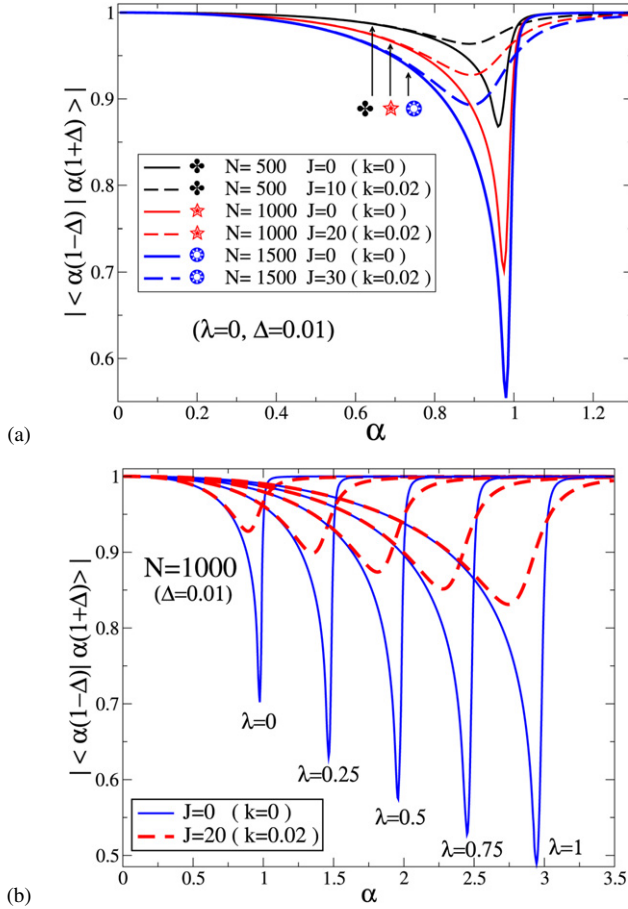 1
0.9
0.8
0.7
0.6
| < α(1−Δ) | α(1+Δ) > |
N= 500 J=0 ( k=0)
N= 500 J=10 ( k=0.02 )
N= 1000 J=0 ( k=0)
N= 1000 J=20 ( k=0.02 )
N= 1500 J=0 ( k=0)
N= 1500 J=30 ( k=0.02 )
(λ=0, Δ=0.01)
0 0.2 0.4 0.6 0.8 1 1.2
(a) α
1
0.9
0.8
0.7
0.6
0.5
| < α(1−Δ)| α(1+Δ)> |
N=1000
(Δ=0.01)
λ=0
λ=0.25
λ=0.5
λ=0.75
λ=1
J=0 ( k=0)
J=20 ( k=0.02 )
0 0.5 1 1.5 2 2.5 3 3.5
(b) α